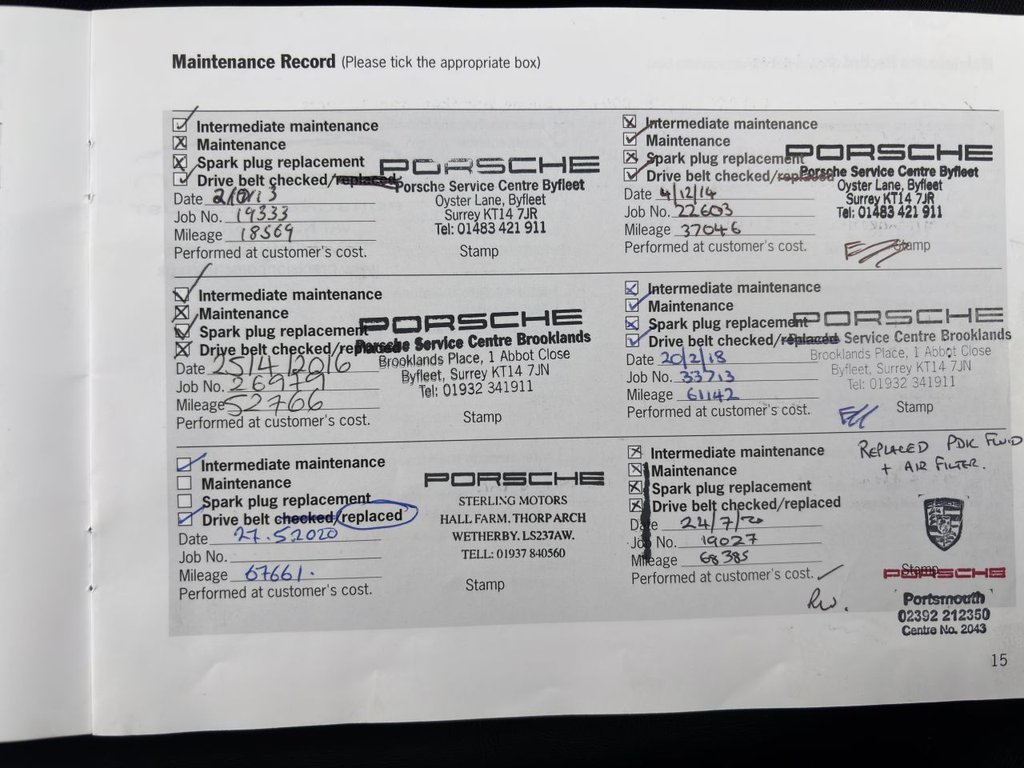 Maintenance Record (Please tick the appropriate box)
Intermediate maintenance
Maintenance
Spark plug replacement
Drive belt checked/replaced
Date
Job No. 19333
Mileage 18569
Performed at customer's cost.
PORSCHE
Porsche Service Centre Byfleet
Oyster Lane, Byfleet
Surrey KT14 7JR
Tel: 01483 421 911
Stamp
Intermediate maintenance
Maintenance
Spark plug replacement
Drive belt checked/replaced
Date 4/12/14
Job No. 22603
Mileage 37046
Performed at customer's cost.
PORSCHE
Porsche Service Centre Byfleet
Oyster Lane, Byfleet
Surrey KT14 7JR
Tel: 01483 421 911
Stamp
Intermediate maintenance
Maintenance
Spark plug replacement
Drive belt checked/replaced
Date 25/4/2016
Job No. 26979
Mileage 52766
Performed at customer's cost.
PORSCHE
Porsche Service Centre Brooklands
Brooklands Place, 1 Abbot Close
Byfleet, Surrey KT14 7JN
Tel: 01932 341911
Stamp
Intermediate maintenance
Maintenance
Spark plug replacement
Drive belt checked/replaced
Date 20/2/18
Job No. 33713
Mileage 61142
Performed at customer's cost.
PORSCHE
Porsche Service Centre Brooklands
Brooklands Place, 1 Abbot Close
Byfleet, Surrey KT14 7JN
Tel: 01932 341911
Stamp
Intermediate maintenance
Maintenance
Spark plug replacement
Drive belt checked/replaced
Date 27.5.2020
Job No.
Mileage 67661.
Performed at customer's cost.
PORSCHE
STERLING MOTORS
HALL FARM. THORP ARCH
WETHERBY. LS237AW.
TELL: 01937 840560
Stamp
Intermediate maintenance
Maintenance
Spark plug replacement
Drive belt checked/replaced
Date 24/7/20
Job No. 19027
Mileage 68385
Performed at customer's cost.
REPLACED PDK FLUID
+ AIR FILTER.
Stamp
PORSCHE
Portsmouth
02392 212350
Centre No. 2043
15